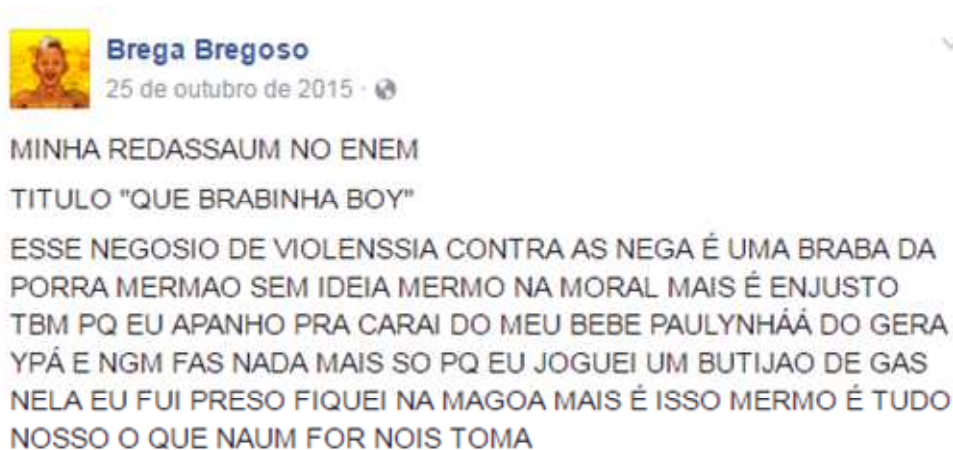 Brega Bregoso
25 de outubro de 2015 ·
MINHA REDASSAUM NO ENEM
TITULO "QUE BRABINHA BOY"
ESSE NEGOSIO DE VIOLENSSIA CONTRA AS NEGA É UMA BRABA DA
PORRA MERMAO SEM IDEIA MERMO NA MORAL MAIS É ENJUSTO
TBM PQ EU APANHO PRA CARAI DO MEU BEBE PAULYNHÁÁ DO GERA
YPÁ E NGM FAS NADA MAIS SO PQ EU JOGUEI UM BUTIJAO DE GAS
NELA EU FUI PRESO FIQUEI NA MAGOA MAIS É ISSO MERMO É TUDO
NOSSO O QUE NAUM FOR NOIS TOMA